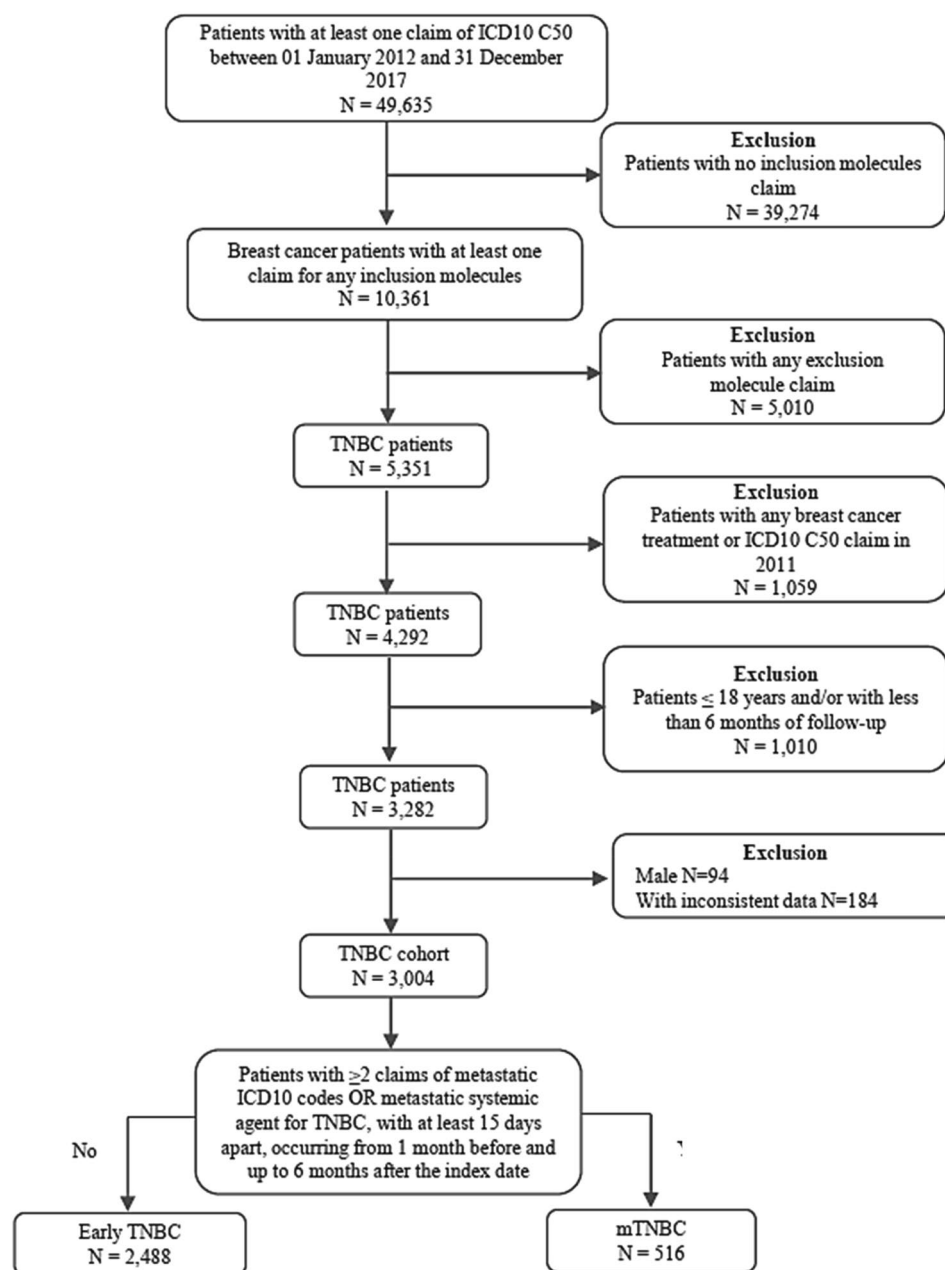 Patients with at least one claim of ICD10 C50
between 01 January 2012 and 31 December
2017
N = 49,635
Exclusion
Patients with no inclusion molecules
claim
N = 39,274
Breast cancer patients with at least one
claim for any inclusion molecules
N = 10,361
Exclusion
Patients with any exclusion
molecule claim
N = 5,010
TNBC patients
N = 5,351
Exclusion
Patients with any breast cancer
treatment or ICD10 C50 claim in
2011
N = 1,059
TNBC patients
N = 4,292
Exclusion
Patients ≤ 18 years and/or with less
than 6 months of follow-up
N = 1,010
TNBC patients
N = 3,282
Exclusion
Male N=94
With inconsistent data N=184
TNBC cohort
N = 3,004
Patients with ≥2 claims of metastatic
ICD10 codes OR metastatic systemic
agent for TNBC, with at least 15 days
apart, occurring from 1 month before and
up to 6 months after the index date
No
Early TNBC
N = 2,488
mTNBC
N = 516